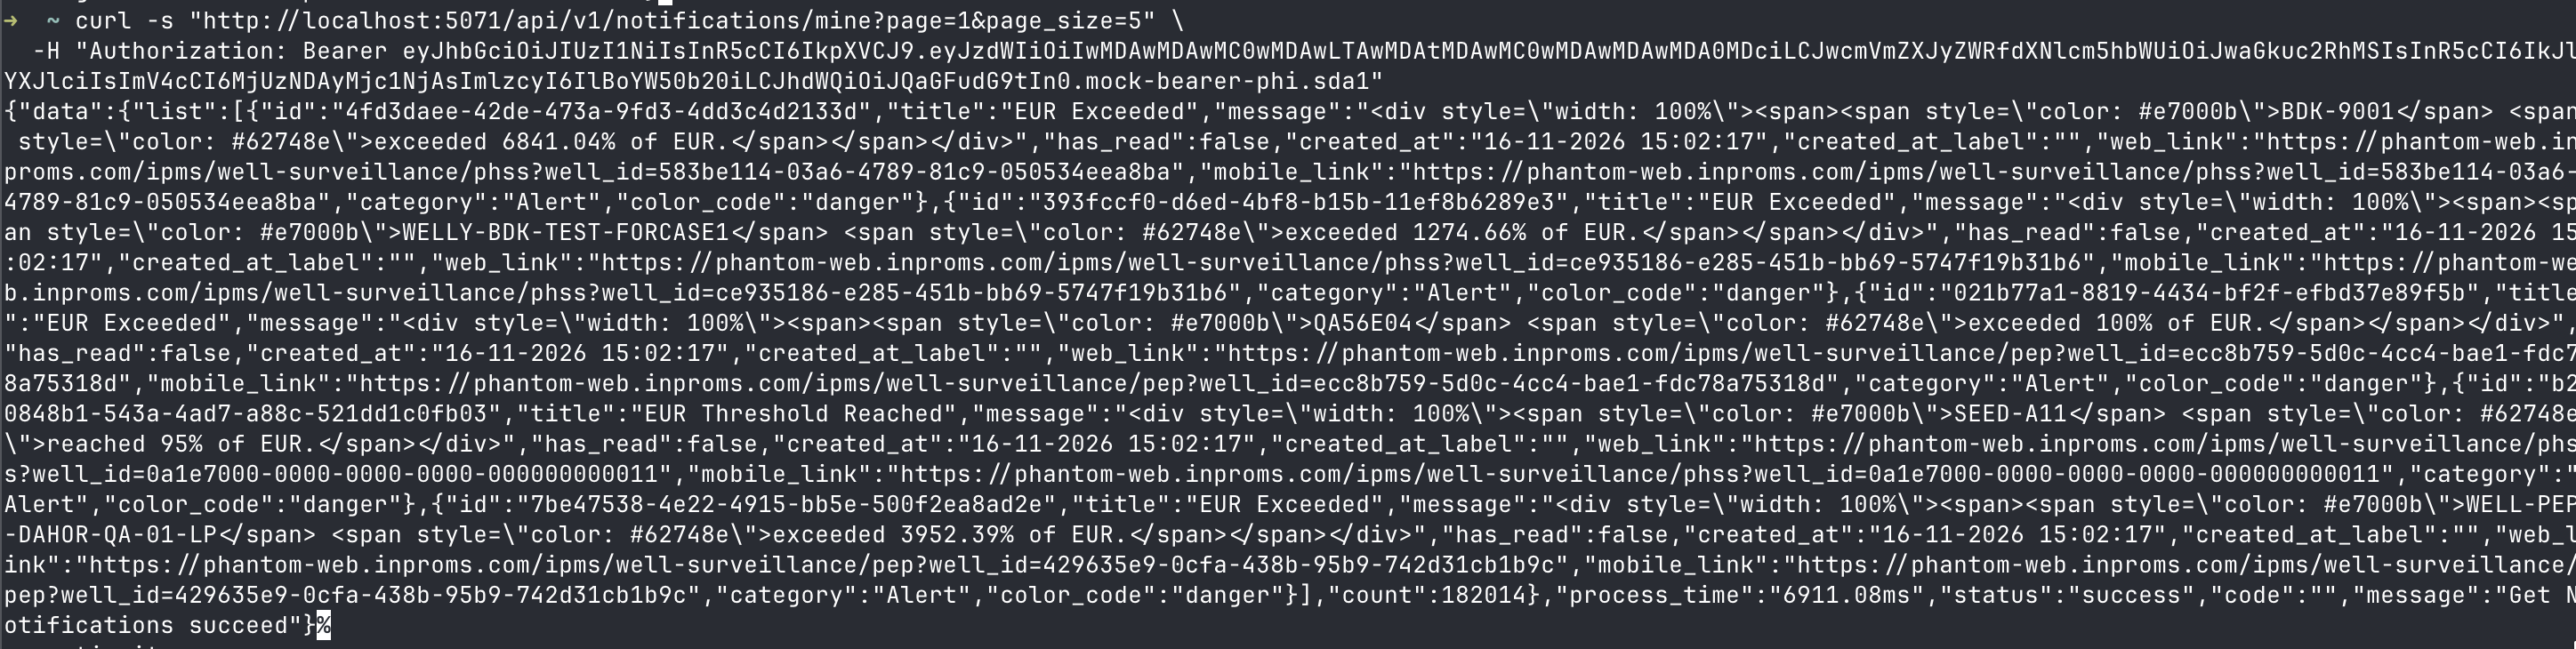 →  ~ curl -s "http://localhost:5071/api/v1/notifications/mine?page=1&page_size=5" \
  -H "Authorization: Bearer eyJhbGciOiJIUzI1NiIsInR5cCI6IkpXVCJ9.eyJzdWIiOiIwMDAwMDAwMC0wMDAwLTAwMDAtMDAwMC0wMDAwMDAwMDA0MDciLCJwcmVmZXJyZWRfdXNlcm5hbWUiOiJwaGkuc2RhMSIsInR5cCI6IkJl
YXJlciIsImV4cCI6MjUzNDAyMjc1NjAsImlzcyI6IlBoYW50b20iLCJhdWQiOiJQaGFudG9tIn0.mock-bearer-phi.sda1"
{"data":{"list":[{"id":"4fd3daee-42de-473a-9fd3-4dd3c4d2133d","title":"EUR Exceeded","message":"<div style=\"width: 100%\"><span><span style=\"color: #e7000b\">BDK-9001</span> <span
 style=\"color: #62748e\">exceeded 6841.04% of EUR.</span></span></div>","has_read":false,"created_at":"16-11-2026 15:02:17","created_at_label":"","web_link":"https://phantom-web.in
proms.com/ipms/well-surveillance/phss?well_id=583be114-03a6-4789-81c9-050534eea8ba","mobile_link":"https://phantom-web.inproms.com/ipms/well-surveillance/phss?well_id=583be114-03a6-
4789-81c9-050534eea8ba","category":"Alert","color_code":"danger"},{"id":"393fccf0-d6ed-4bf8-b15b-11ef8b6289e3","title":"EUR Exceeded","message":"<div style=\"width: 100%\"><span><sp
an style=\"color: #e7000b\">WELLY-BDK-TEST-FORCASE1</span> <span style=\"color: #62748e\">exceeded 1274.66% of EUR.</span></span></div>","has_read":false,"created_at":"16-11-2026 15
:02:17","created_at_label":"","web_link":"https://phantom-web.inproms.com/ipms/well-surveillance/phss?well_id=ce935186-e285-451b-bb69-5747f19b31b6","mobile_link":"https://phantom-we
b.inproms.com/ipms/well-surveillance/phss?well_id=ce935186-e285-451b-bb69-5747f19b31b6","category":"Alert","color_code":"danger"},{"id":"021b77a1-8819-4434-bf2f-efbd37e89f5b","title
":"EUR Exceeded","message":"<div style=\"width: 100%\"><span><span style=\"color: #e7000b\">QA56E04</span> <span style=\"color: #62748e\">exceeded 100% of EUR.</span></span></div>",
"has_read":false,"created_at":"16-11-2026 15:02:17","created_at_label":"","web_link":"https://phantom-web.inproms.com/ipms/well-surveillance/pep?well_id=ecc8b759-5d0c-4cc4-bae1-fdc7
8a75318d","mobile_link":"https://phantom-web.inproms.com/ipms/well-surveillance/pep?well_id=ecc8b759-5d0c-4cc4-bae1-fdc78a75318d","category":"Alert","color_code":"danger"},{"id":"b2
0848b1-543a-4ad7-a88c-521dd1c0fb03","title":"EUR Threshold Reached","message":"<div style=\"width: 100%\"><span style=\"color: #e7000b\">SEED-A11</span> <span style=\"color: #62748e
\">reached 95% of EUR.</span></div>","has_read":false,"created_at":"16-11-2026 15:02:17","created_at_label":"","web_link":"https://phantom-web.inproms.com/ipms/well-surveillance/phs
s?well_id=0a1e7000-0000-0000-0000-000000000011","mobile_link":"https://phantom-web.inproms.com/ipms/well-surveillance/phss?well_id=0a1e7000-0000-0000-0000-000000000011","category":"
Alert","color_code":"danger"},{"id":"7be47538-4e22-4915-bb5e-500f2ea8ad2e","title":"EUR Exceeded","message":"<div style=\"width: 100%\"><span><span style=\"color: #e7000b\">WELL-PEP
-DAHOR-QA-01-LP</span> <span style=\"color: #62748e\">exceeded 3952.39% of EUR.</span></span></div>","has_read":false,"created_at":"16-11-2026 15:02:17","created_at_label":"","web_l
ink":"https://phantom-web.inproms.com/ipms/well-surveillance/pep?well_id=429635e9-0cfa-438b-95b9-742d31cb1b9c","mobile_link":"https://phantom-web.inproms.com/ipms/well-surveillance/
pep?well_id=429635e9-0cfa-438b-95b9-742d31cb1b9c","category":"Alert","color_code":"danger"}],"count":182014},"process_time":"6911.08ms","status":"success","code":"","message":"Get N
otifications succeed"}%